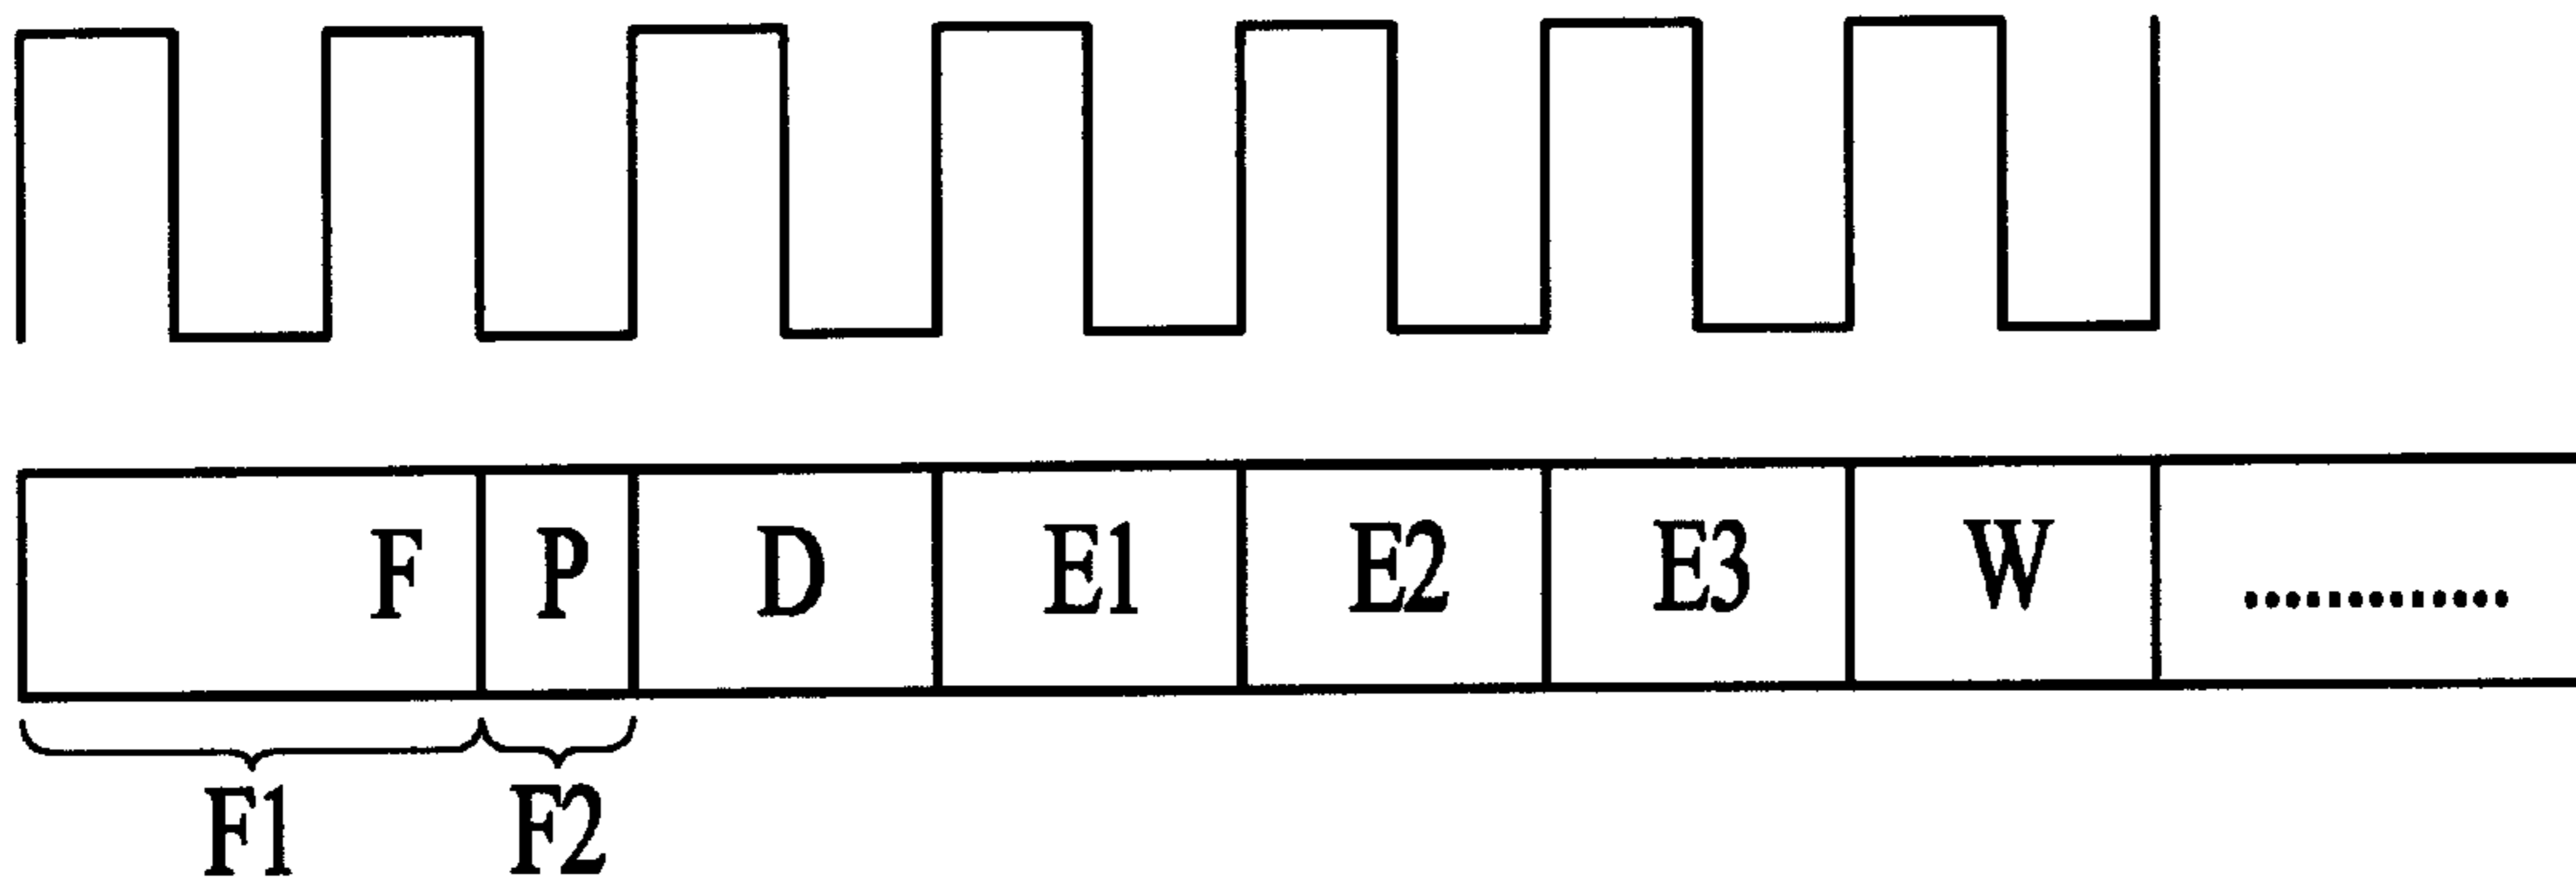 F P D E1 E2 E3 W .............
F1 F2